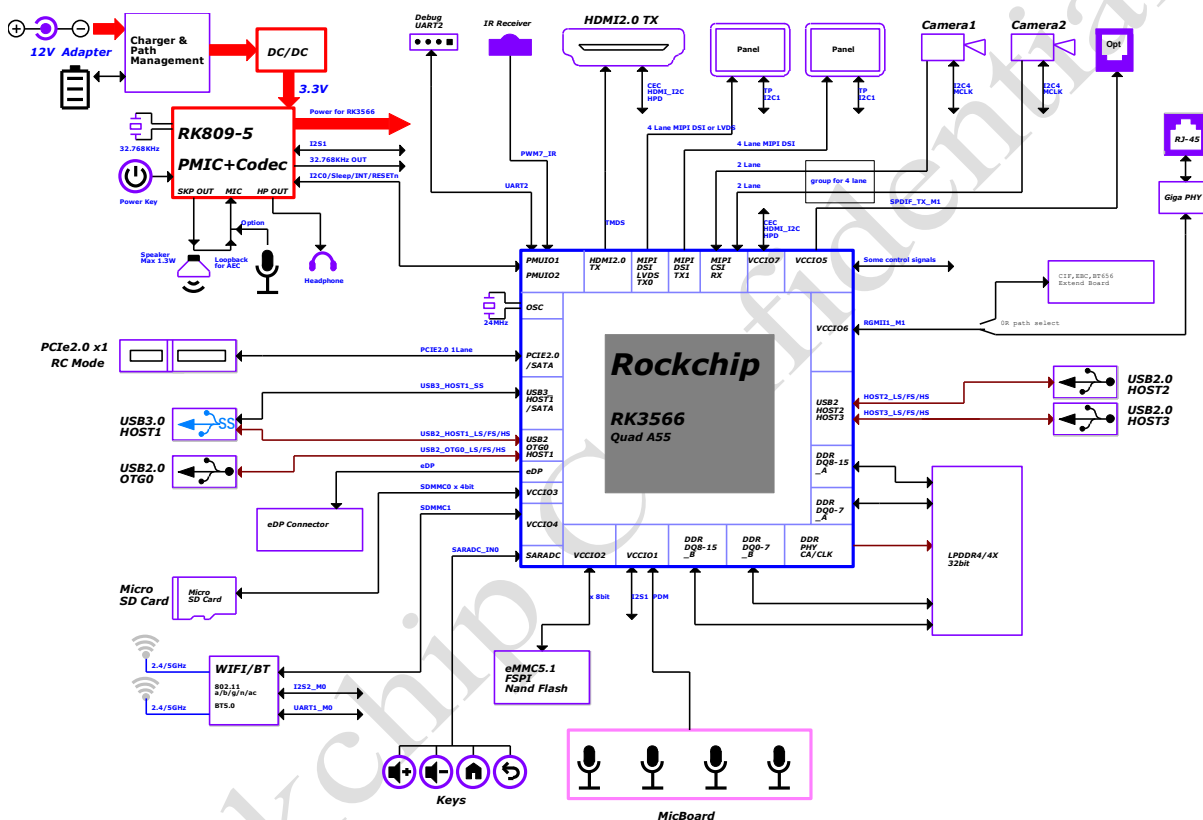 Debug
UART2
IR Receiver
HDMI2.0 TX
Camera1
Camera2
12V Adapter
Charger &
Path
Management
DC/DC
Panel
Panel
Opt
3.3V
CEC
HDMI_I2C
HPD
TP
I2C1
TP
I2C1
I2C4
MCLK
I2C4
MCLK
RK809-5
PMIC+Codec
Power for RK3566
32.768KHz
I2S1
32.768KHz OUT
I2C0/Sleep/INT/RESETn
4 Lane MIPI DSI or LVDS
4 Lane MIPI DSI
PWM7_IR
RJ-45
2 Lane
2 Lane
group for 4 lane
UART2
SPDIF_TX_M1
Power Key
SKP OUT
MIC
HP OUT
Giga PHY
Option
TMDS
CEC
HDMI_I2C
HPD
Speaker
Max 1.3W
Loopback
for AEC
Headphone
PMUIO1
PMUIO2
HDMI2.0
TX
MIPI
DSI
LVDS
TX0
MIPI
DSI
TX1
MIPI
CSI
RX
VCCIO7
VCCIO5
Some control signals
CIF,EBC,BT656
Extend Board
OSC
24MHz
0R path select
VCCIO6
RGMII1_M1
PCIe2.0 x1
RC Mode
PCIE2.0 1Lane
PCIE2.0
/SATA
Rockchip
RK3566
Quad A55
USB3.0
HOST1
SS
USB3_HOST1_SS
USB3
HOST1
/SATA
USB2
HOST2
HOST3
HOST2_LS/FS/HS
HOST3_LS/FS/HS
USB2.0
HOST2
USB2.0
HOST3
USB2_HOST1_LS/FS/HS
USB2
OTG0
HOST1
USB2.0
OTG0
USB2_OTG0_LS/FS/HS
eDP
eDP
DDR
DQ8-15
_A
SDMMC0 x 4bit
VCCIO3
DDR
DQ0-7
_A
eDP Connector
SDMMC1
VCCIO4
SARADC_IN0
SARADC
VCCIO2
VCCIO1
DDR
DQ8-15
_B
DDR
DQ0-7
_B
DDR
PHY
CA/CLK
LPDDR4/4X
32bit
Micro
SD Card
Micro
SD Card
x 8bit
I2S1
PDM
2.4/5GHz
2.4/5GHz
WIFI/BT
802.11
a/b/g/n/ac
BT5.0
I2S2_M0
UART1_M0
eMMC5.1
FSPI
Nand Flash
Keys
MicBoard